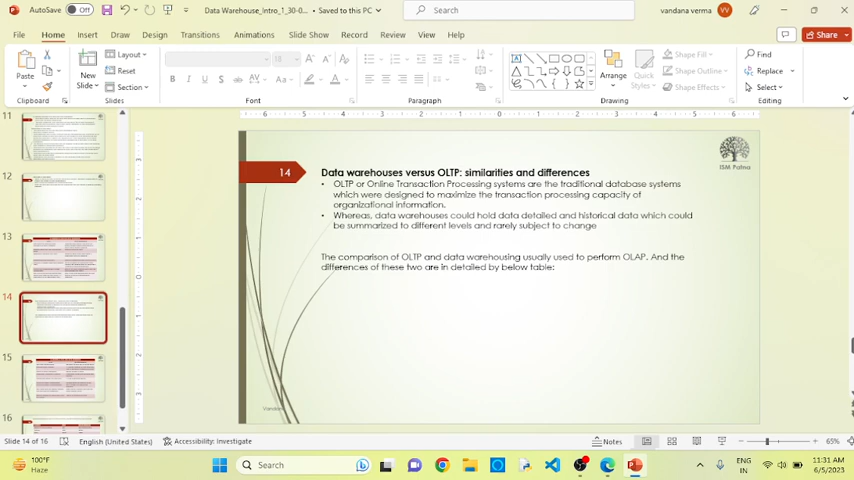 AutoSave
Off
Data Warehouse_Intro_1_30-0... • Saved to this PC
Search
vandana verma
VV
File
Home
Insert
Draw
Design
Transitions
Animations
Slide Show
Record
Review
View
Help
Share
Paste
Clipboard
New
Slide
Layout
Reset
Section
Slides
18
Font
Paragraph
Arrange
Quick
Styles
Shape Fill
Shape Outline
Shape Effects
Drawing
Find
Replace
Select
Editing
11
12
13
14
15
16
14
ISM Patna
Data warehouses versus OLTP: similarities and differences
• OLTP or Online Transaction Processing systems are the traditional database systems
which were designed to maximize the transaction processing capacity of
organizational information.
• Whereas, data warehouses could hold data detailed and historical data which could
be summarized to different levels and rarely subject to change
The comparison of OLTP and data warehousing usually used to perform OLAP. And the
differences of these two are in detailed by below table:
Slide 14 of 16
English (United States)
Accessibility: Investigate
Notes
65%
100°F
Haze
Search
ENG
IN
11:31 AM
6/5/2023